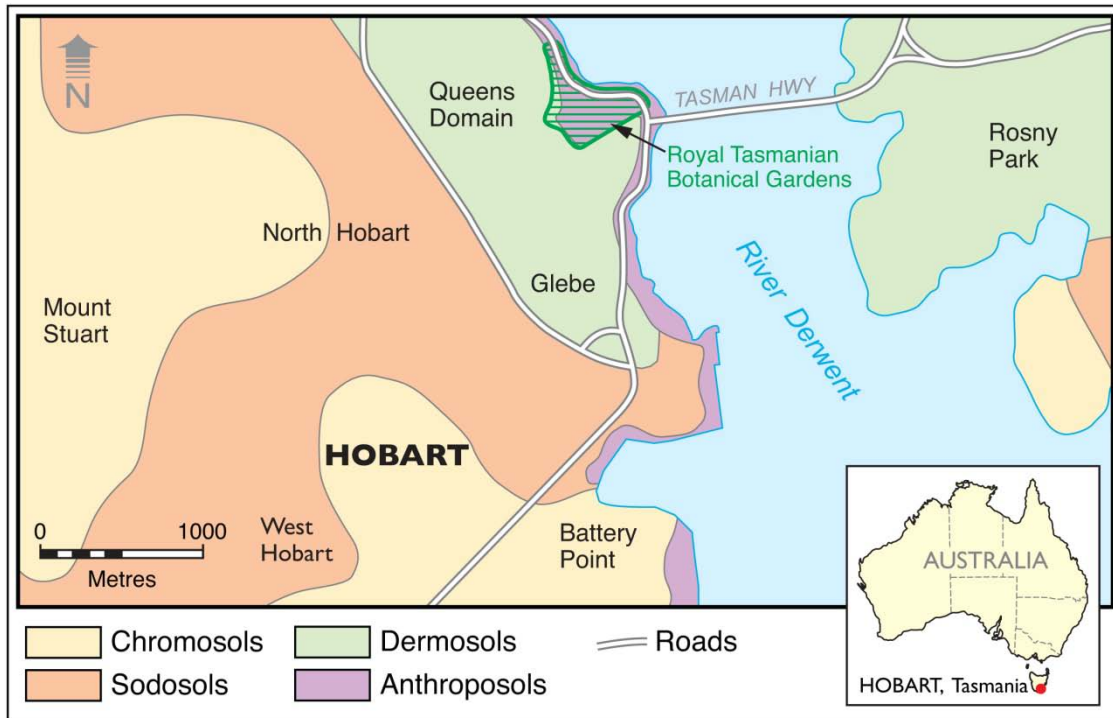 N
Queens
Domain
TASMAN HWY
Rosny
Park
Royal Tasmanian
Botanical Gardens
North Hobart
Glebe
River Derwent
Mount
Stuart
HOBART
0 1000
Metres
West
Hobart
Battery
Point
AUSTRALIA
HOBART, Tasmania
Chromosols
Dermosols
Roads
Sodosols
Anthroposols